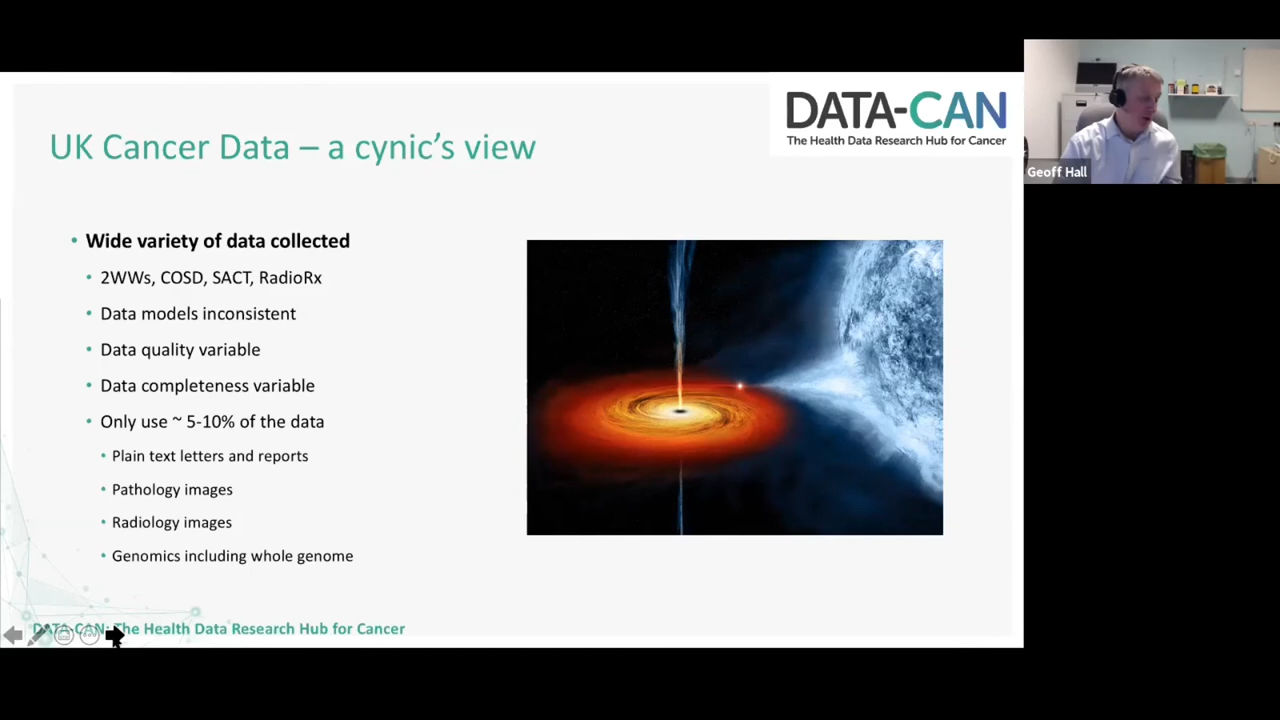 UK Cancer Data – a cynic’s view
DATA-CAN
The Health Data Research Hub for Cancer
Geoff Hall
• Wide variety of data collected
• 2WWs, COSD, SACT, RadioRx
• Data models inconsistent
• Data quality variable
• Data completeness variable
• Only use ~ 5-10% of the data
• Plain text letters and reports
• Pathology images
• Radiology images
• Genomics including whole genome
DATA-CAN: The Health Data Research Hub for Cancer